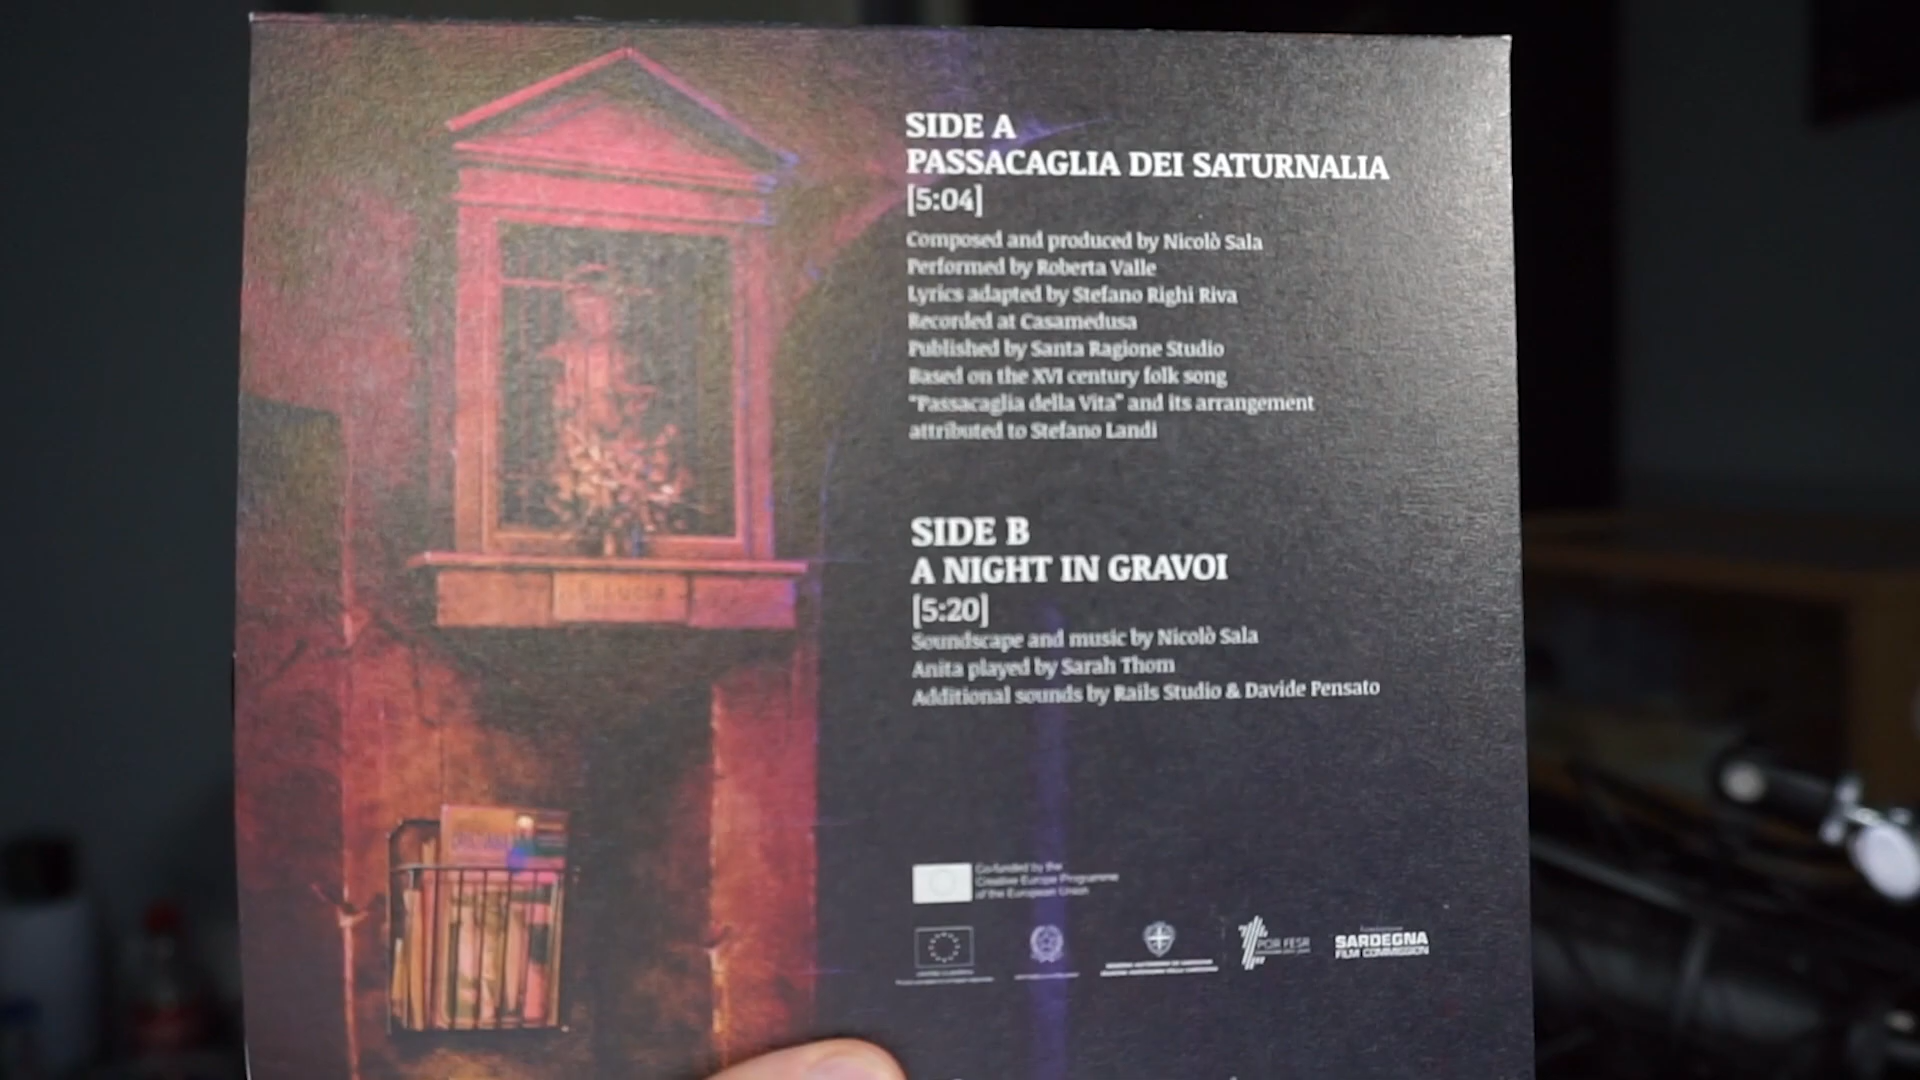 SIDE A
PASSACAGLIA DEI SATURNALIA
[5:04]
Composed and produced by Nicolò Sala
Performed by Roberta Valle
Lyrics adapted by Stefano Righi Riva
Recorded at Casamedusa
Published by Santa Ragione Studio
Based on the XVI century folk song
"Passacaglia della Vita" and its arrangement
attributed to Stefano Landi
SIDE B
A NIGHT IN GRAVOI
[5:20]
Soundscape and music by Nicolò Sala
Anita played by Sarah Thom
Additional sounds by Rails Studio & Davide Pensato
Co-funded by the
Creative Europe Programme
of the European Union
POR FESR
SARDEGNA
FILM COMMISSION